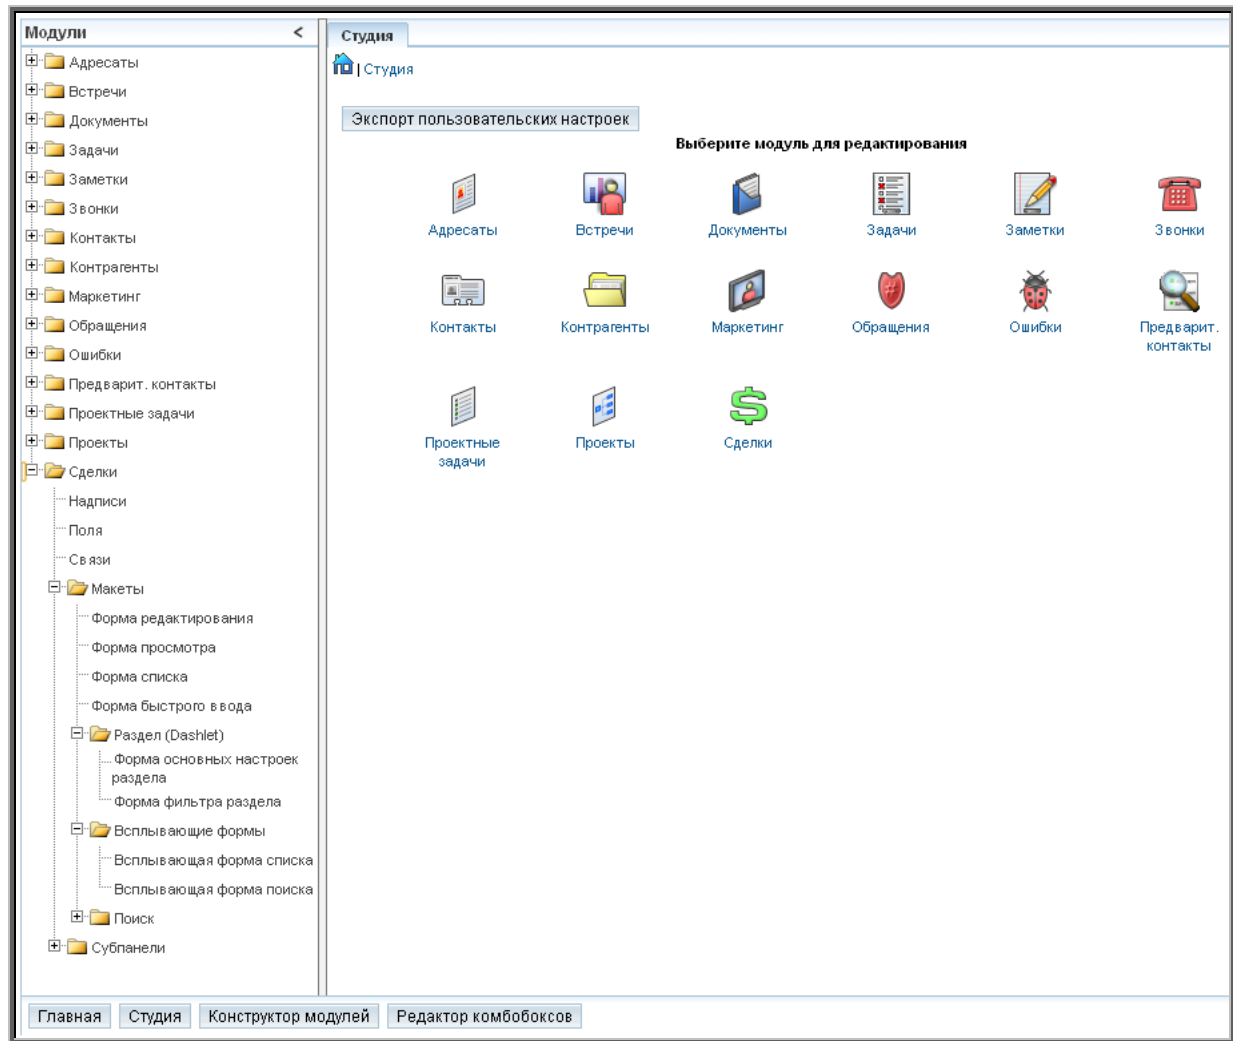 Модули <
Адресаты
Встречи
Документы
Задачи
Заметки
Звонки
Контакты
Контрагенты
Маркетинг
Обращения
Ошибки
Предварит. контакты
Проектные задачи
Проекты
Сделки
Надписи
Поля
Связи
Макеты
Форма редактирования
Форма просмотра
Форма списка
Форма быстрого ввода
Раздел (Dashlet)
Форма основных настроек
раздела
Форма фильтра раздела
Всплывающие формы
Всплывающая форма списка
Всплывающая форма поиска
Поиск
Субпанели
Студия
| Студия
Экспорт пользовательских настроек
Выберите модуль для редактирования
Адресаты Встречи Документы Задачи Заметки Звонки
Контакты Контрагенты Маркетинг Обращения Ошибки Предварит.
контакты
Проектные Проекты Сделки
задачи
Главная Студия Конструктор модулей Редактор комбобоксов